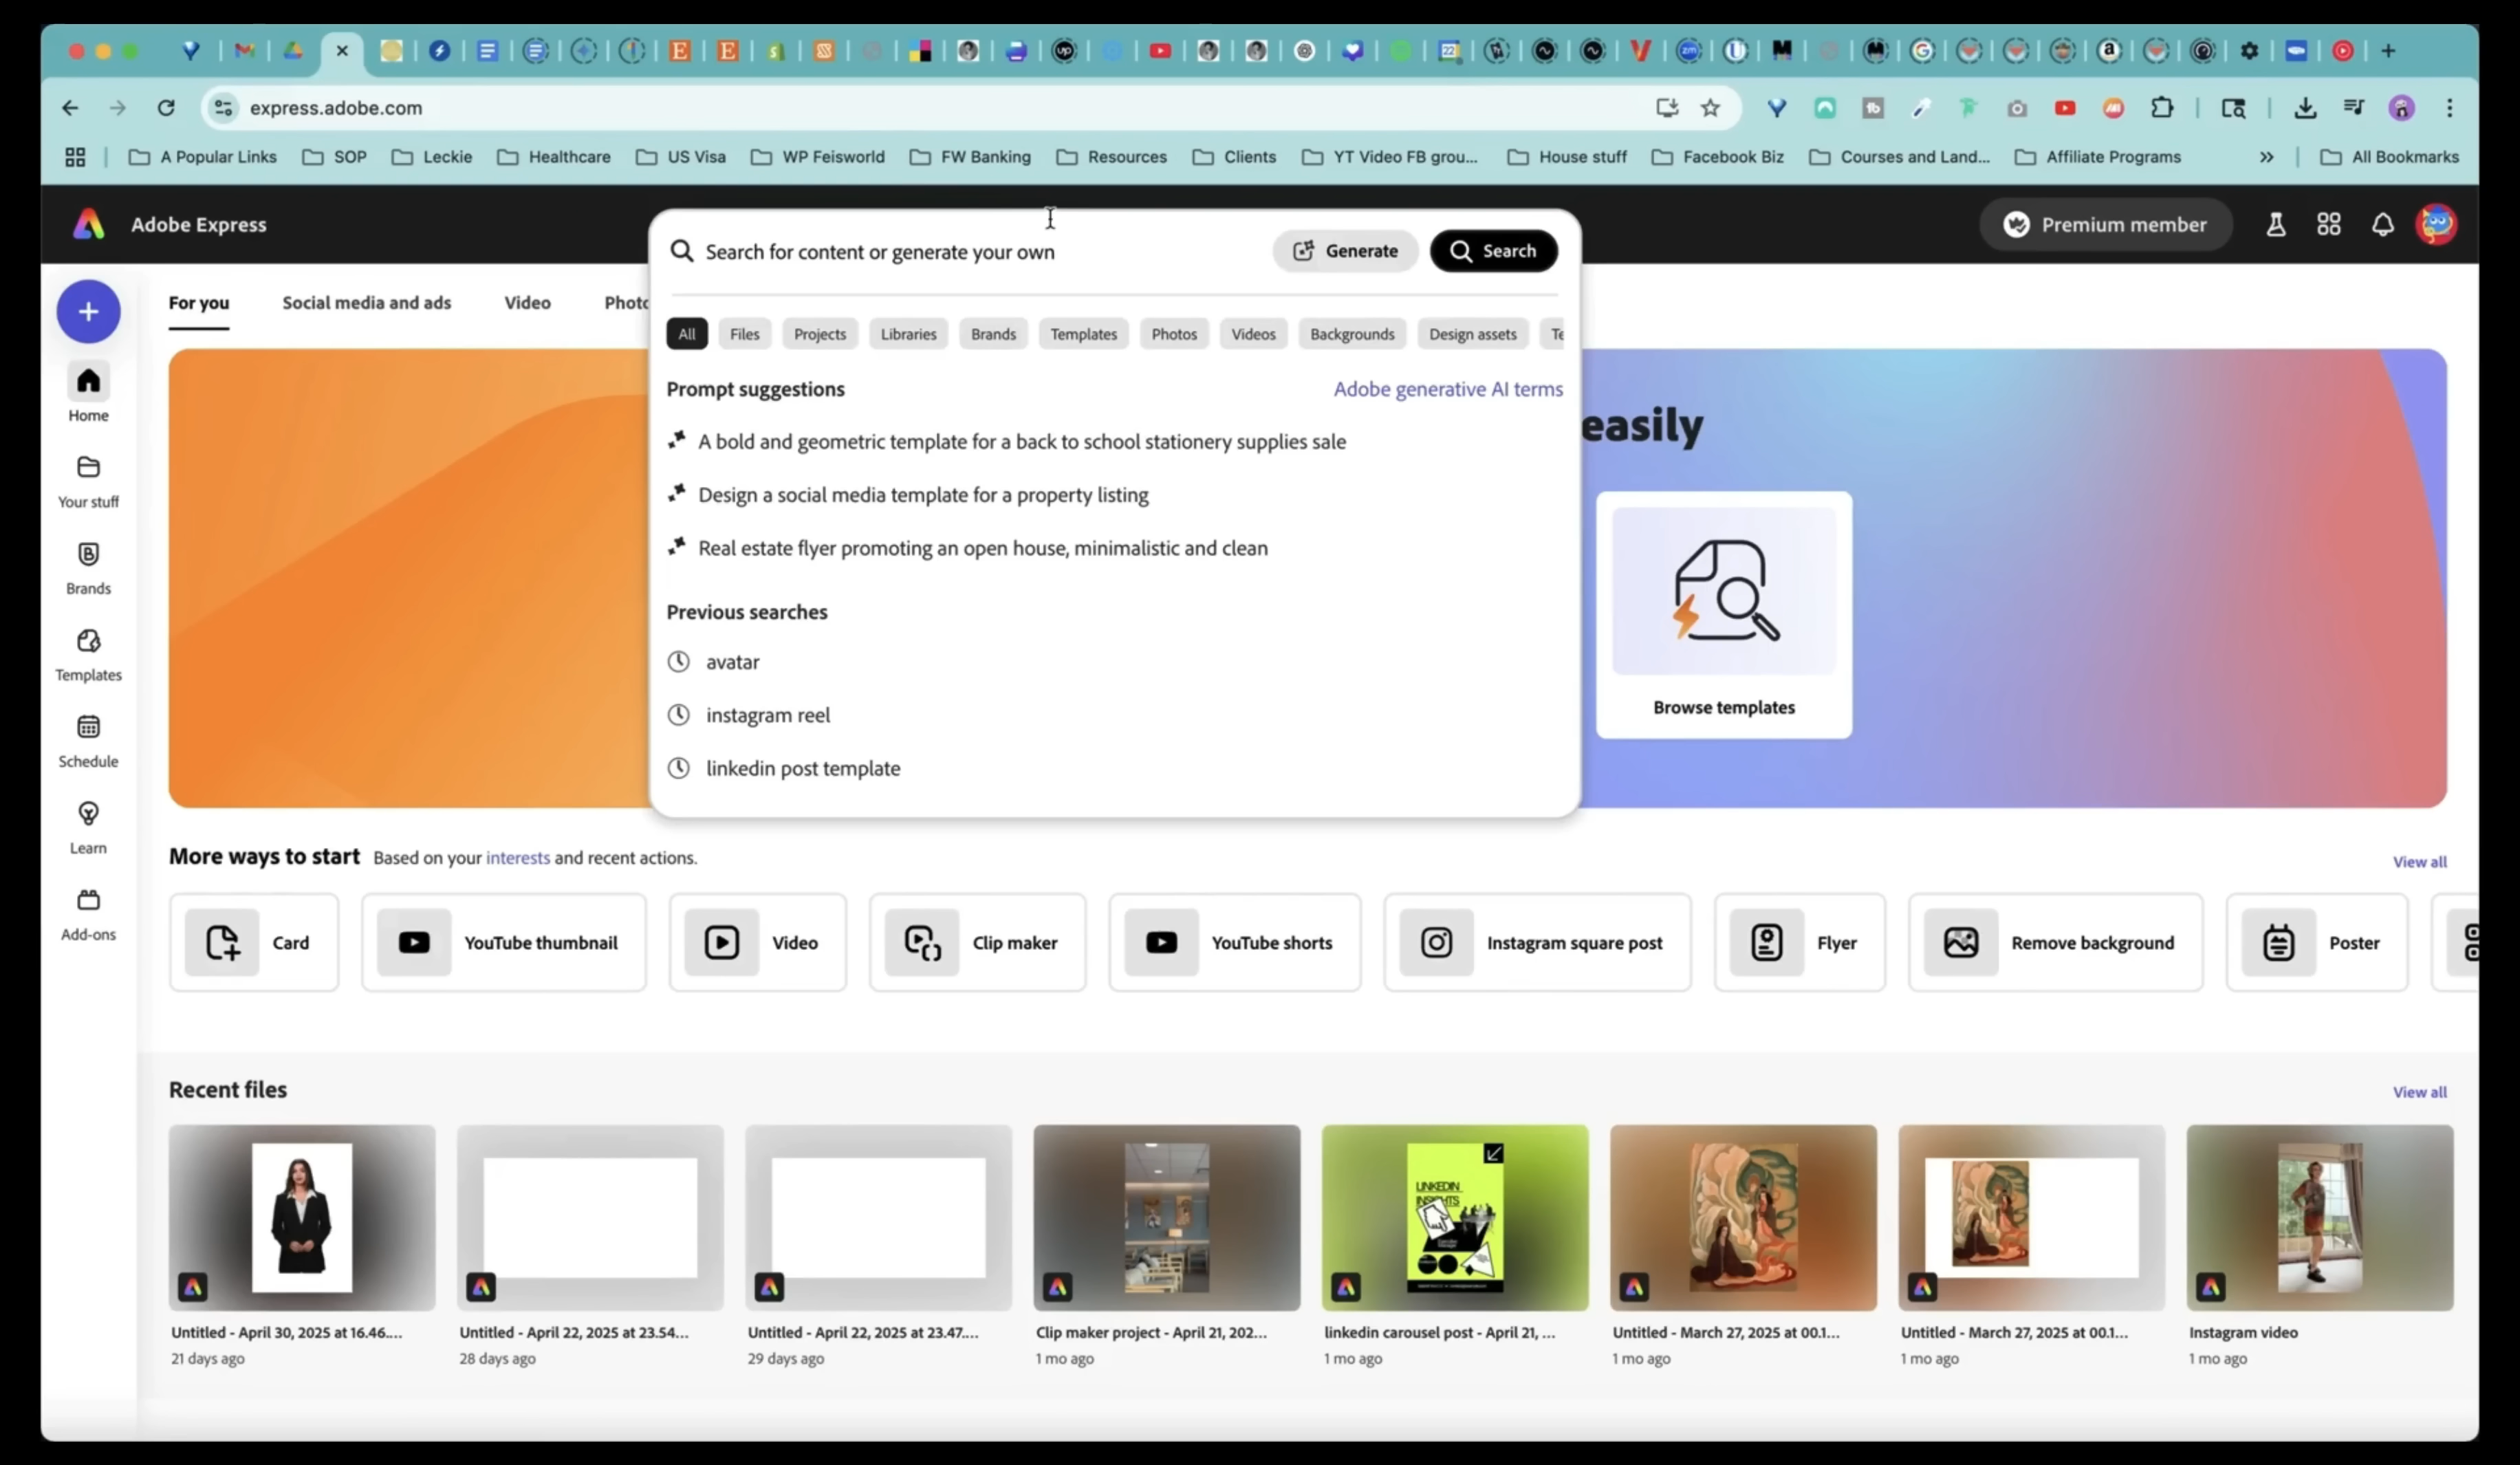 express.adobe.com
A Popular Links
SOP
Leckie
Healthcare
US Visa
WP Feisworld
FW Banking
Resources
Clients
YT Video FB grou...
House stuff
Facebook Biz
Courses and Land...
Affiliate Programs
All Bookmarks
Adobe Express
Premium member
Search for content or generate your own
Generate
Search
For you
Social media and ads
Video
Photo
All
Files
Projects
Libraries
Brands
Templates
Photos
Videos
Backgrounds
Design assets
Te
Prompt suggestions
Adobe generative AI terms
A bold and geometric template for a back to school stationery supplies sale
Design a social media template for a property listing
Real estate flyer promoting an open house, minimalistic and clean
Previous searches
avatar
instagram reel
linkedin post template
easily
Browse templates
Home
Your stuff
Brands
Templates
Schedule
Learn
Add-ons
More ways to start
Based on your interests and recent actions.
View all
Card
YouTube thumbnail
Video
Clip maker
YouTube shorts
Instagram square post
Flyer
Remove background
Poster
Recent files
View all
LINKEDIN
INSIGHTS
Untitled - April 30, 2025 at 16.46....
21 days ago
Untitled - April 22, 2025 at 23.54...
28 days ago
Untitled - April 22, 2025 at 23.47....
29 days ago
Clip maker project - April 21, 202...
1 mo ago
linkedin carousel post - April 21, ...
1 mo ago
Untitled - March 27, 2025 at 00.1...
1 mo ago
Untitled - March 27, 2025 at 00.1...
1 mo ago
Instagram video
1 mo ago